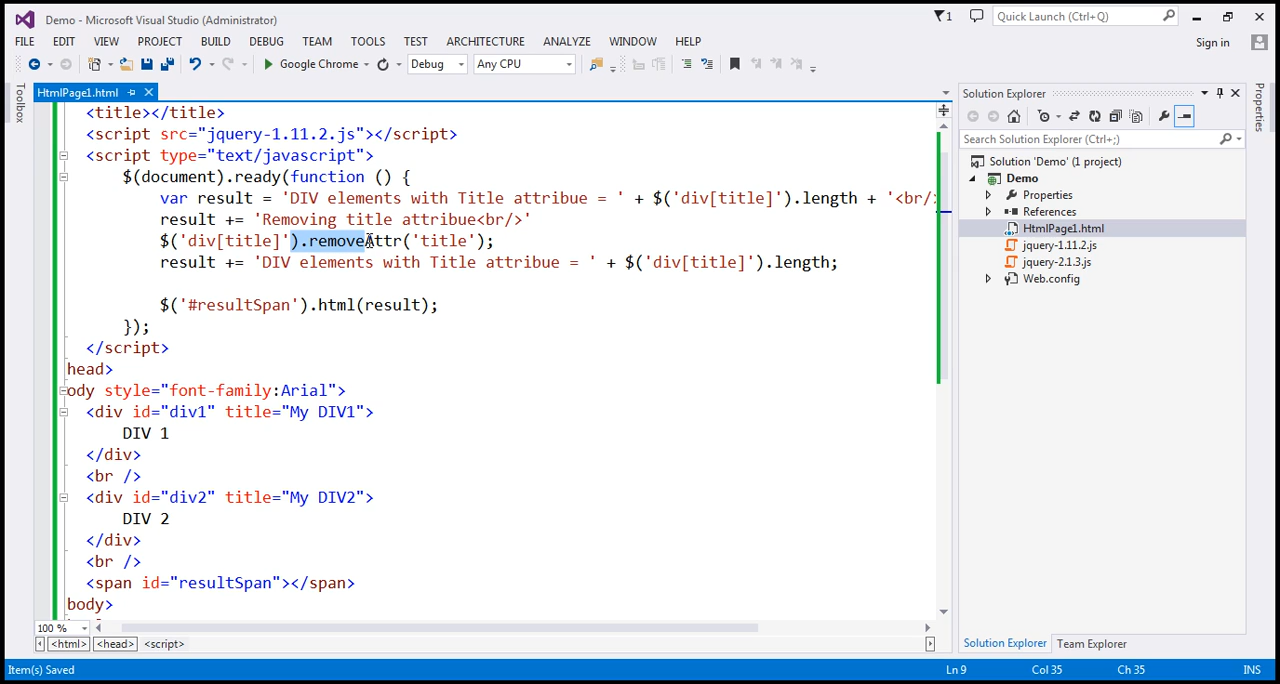 Demo - Microsoft Visual Studio (Administrator)
1
Quick Launch (Ctrl+Q)
FILE EDIT VIEW PROJECT BUILD DEBUG TEAM TOOLS TEST ARCHITECTURE ANALYZE WINDOW HELP
Sign in
Google Chrome Debug Any CPU
Toolbox
HtmlPage1.html
<title></title>
<script src="jquery-1.11.2.js"></script>
<script type="text/javascript">
$(document).ready(function () {
var result = 'DIV elements with Title attribue = ' + $('div[title]').length + '<br/>
result += 'Removing title attribue<br/>'
$('div[title]').removeAttr('title');
result += 'DIV elements with Title attribue = ' + $('div[title]').length;
$('#resultSpan').html(result);
});
</script>
head>
ody style="font-family:Arial">
<div id="div1" title="My DIV1">
DIV 1
</div>
<br />
<div id="div2" title="My DIV2">
DIV 2
</div>
<br />
<span id="resultSpan"></span>
body>
100 %
<html> <head> <script>
Solution Explorer
Search Solution Explorer (Ctrl+;)
Solution 'Demo' (1 project)
Demo
Properties
References
HtmlPage1.html
jquery-1.11.2.js
jquery-2.1.3.js
Web.config
Solution Explorer Team Explorer
Properties
Item(s) Saved
Ln 9 Col 35 Ch 35 INS